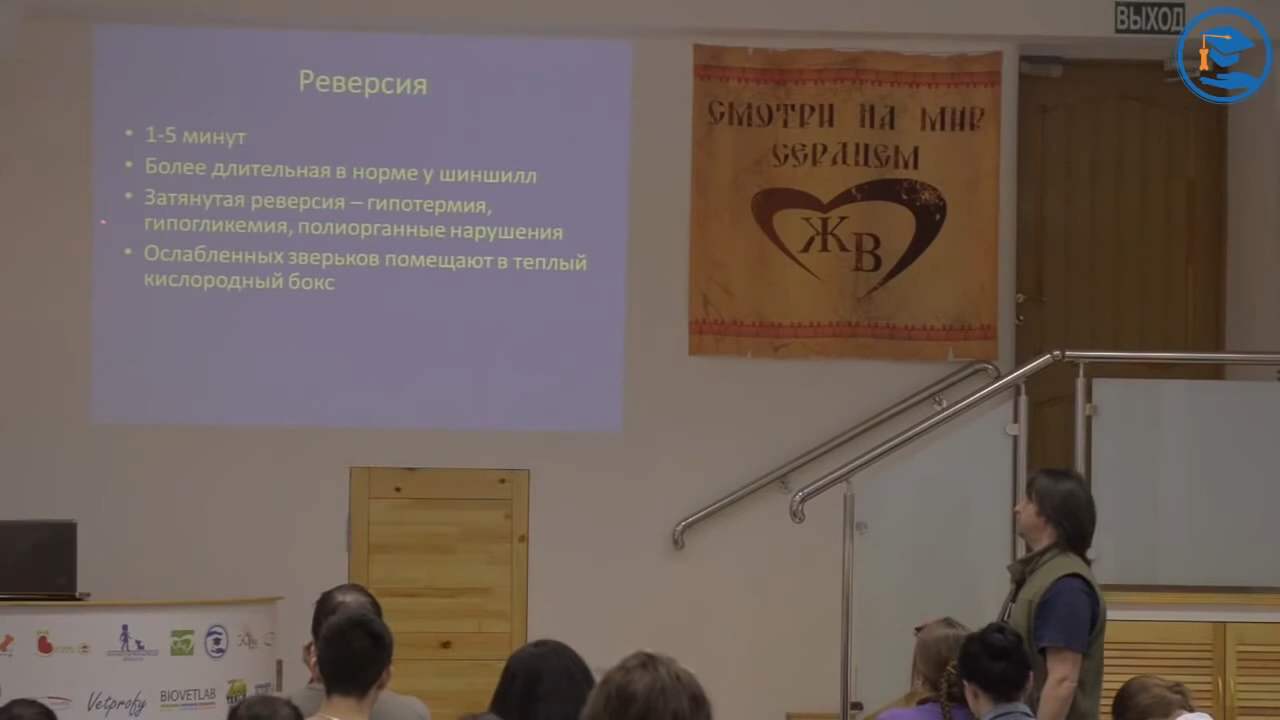 ВЫХОД
Реверсия
• 1-5 минут
• Более длительная в норме у шиншилл
• Затянутая реверсия – гипотермия,
гипогликемия, полиорганные нарушения
• Ослабленных зверьков помещают в теплый
кислородный бокс
СМОТРИ НА МИР
СЕРДЦЕМ
ЖВ
Vetprofy
BIOVETLAB